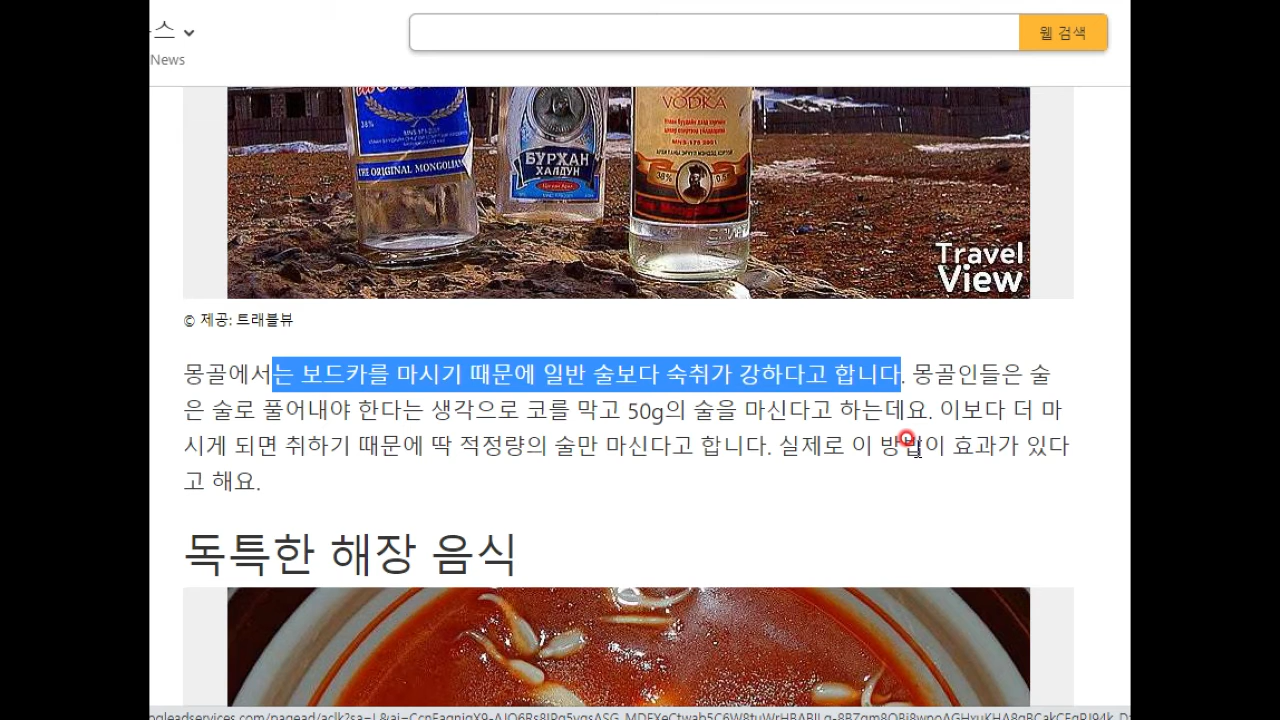 스
웹 검색
News
VODKA
38%
THE ORIGINAL MONGOLIAN
БУРХАН
ХАЛДУН
38%
Travel
View
© 제공: 트래블뷰
몽골에서는 보드카를 마시기 때문에 일반 술보다 숙취가 강하다고 합니다. 몽골인들은 술
은 술로 풀어내야 한다는 생각으로 코를 막고 50g의 술을 마신다고 하는데요. 이보다 더 마
시게 되면 취하기 때문에 딱 적정량의 술만 마신다고 합니다. 실제로 이 방법이 효과가 있다
고 해요.
독특한 해장 음식